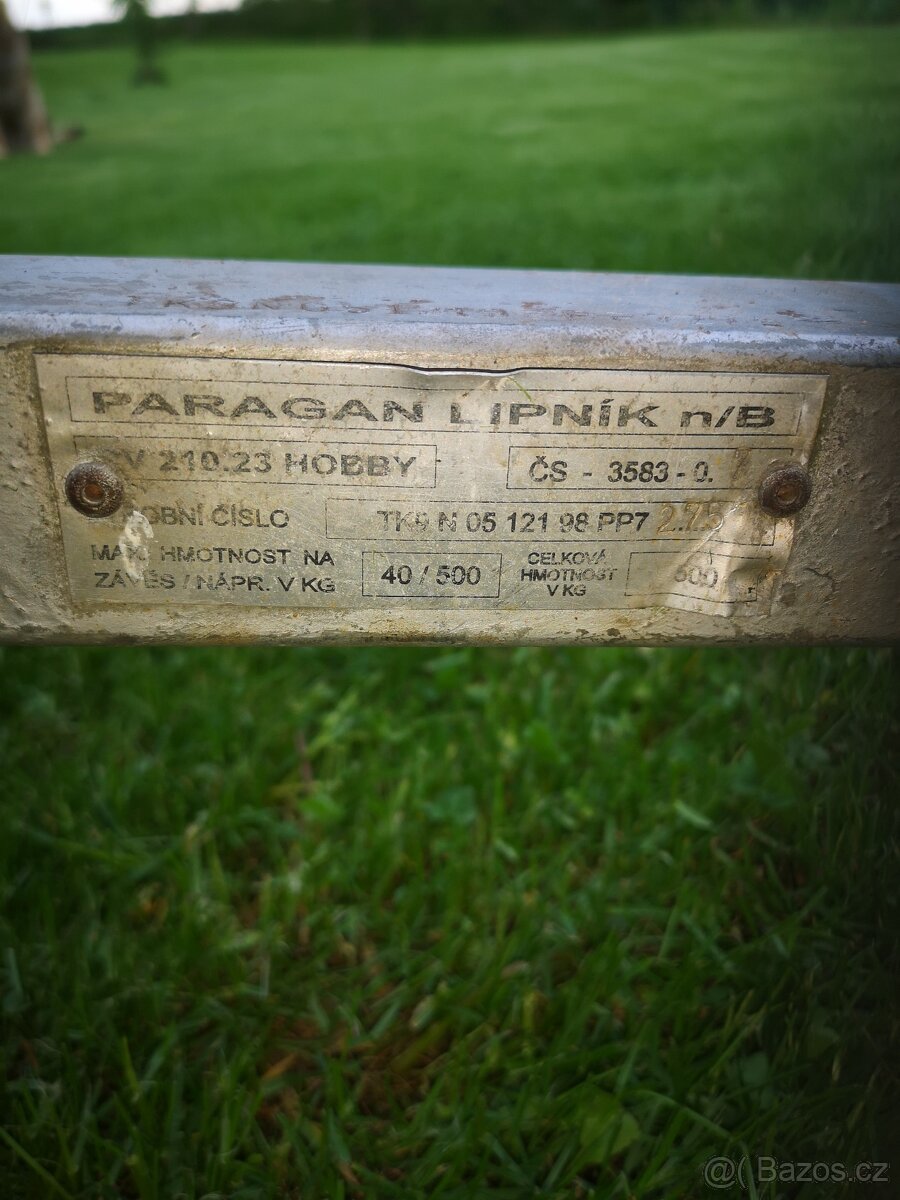 PARAGAN LIPNÍK n/B
210.23 HOBBY ČS - 3583 - 0.
ČÍSLO TK9 N 05 121 98 PP7
MAX. HMOTNOST NA
ZÁVĚS / NÁPR. V KG
40 / 500
CELKOVÁ
HMOTNOST
V KG
500
@( Bazos.cz